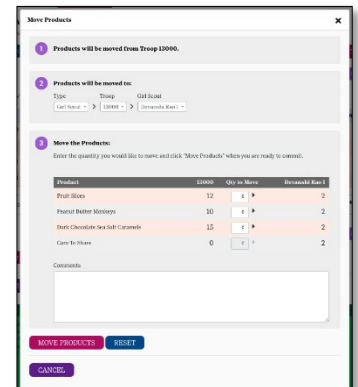 Move Products
×
1 Products will be moved from Troop 13000.
2 Products will be moved to:
Type Troop Girl Scout
Girl Scout > 13000 > Devanshi Rao I
3 Move the Products:
Enter the quantity you would like to move and click "Move Products" when you are ready to commit.
Product 13000 Qty to Move Devanshi Rao I
Fruit Slices 12 2
Peanut Butter Monkeys 10 2
Dark Chocolate Sea Salt Caramels 15 2
Care To Share 0 2
Comments
MOVE PRODUCTS RESET
CANCEL